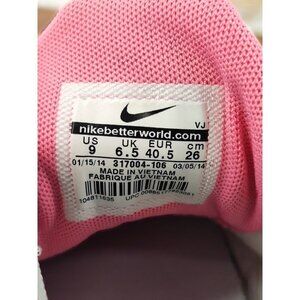 VJ
nikebetterworld.com
US UK EUR cm
9 6.5 40.5 26
01/15/14 317004-106 03/05/14
MADE IN VIETNAM
FABRIQUE AU VIETNAM
UPC